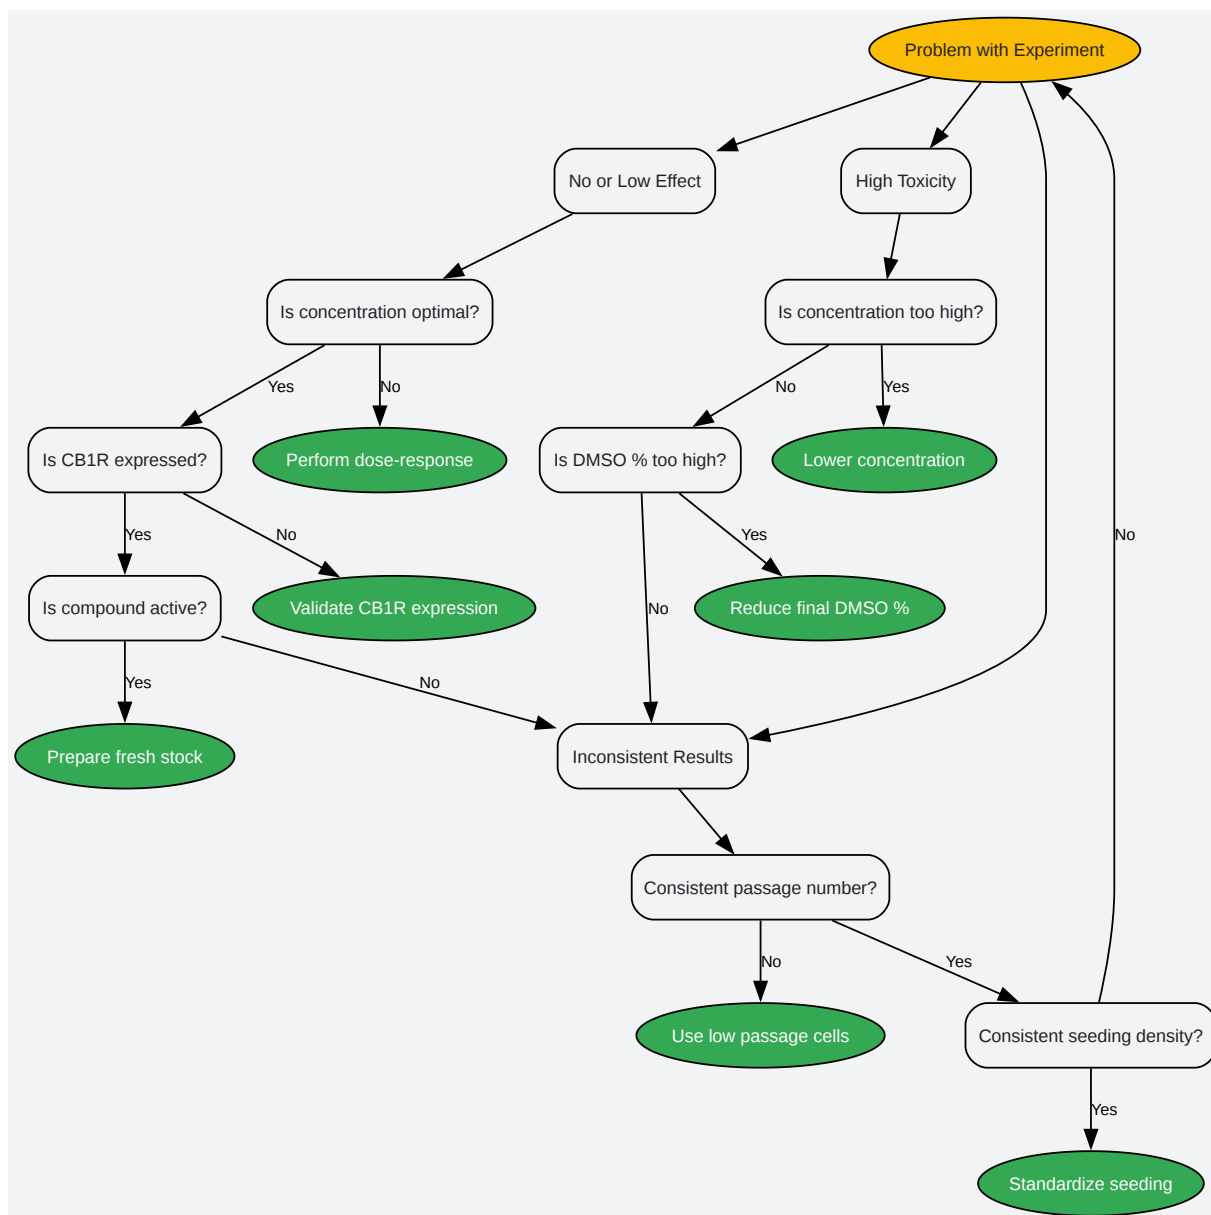 Problem with Experiment
No or Low Effect
High Toxicity
Is concentration optimal?
Is concentration too high?
Yes
No
No
Yes
Is CB1R expressed?
Perform dose-response
Is DMSO % too high?
Lower concentration
Yes
No
Yes
No
Is compound active?
Validate CB1R expression
No
Reduce final DMSO %
Yes
No
Prepare fresh stock
Inconsistent Results
Consistent passage number?
No
Yes
Use low passage cells
Consistent seeding density?
Yes
Standardize seeding